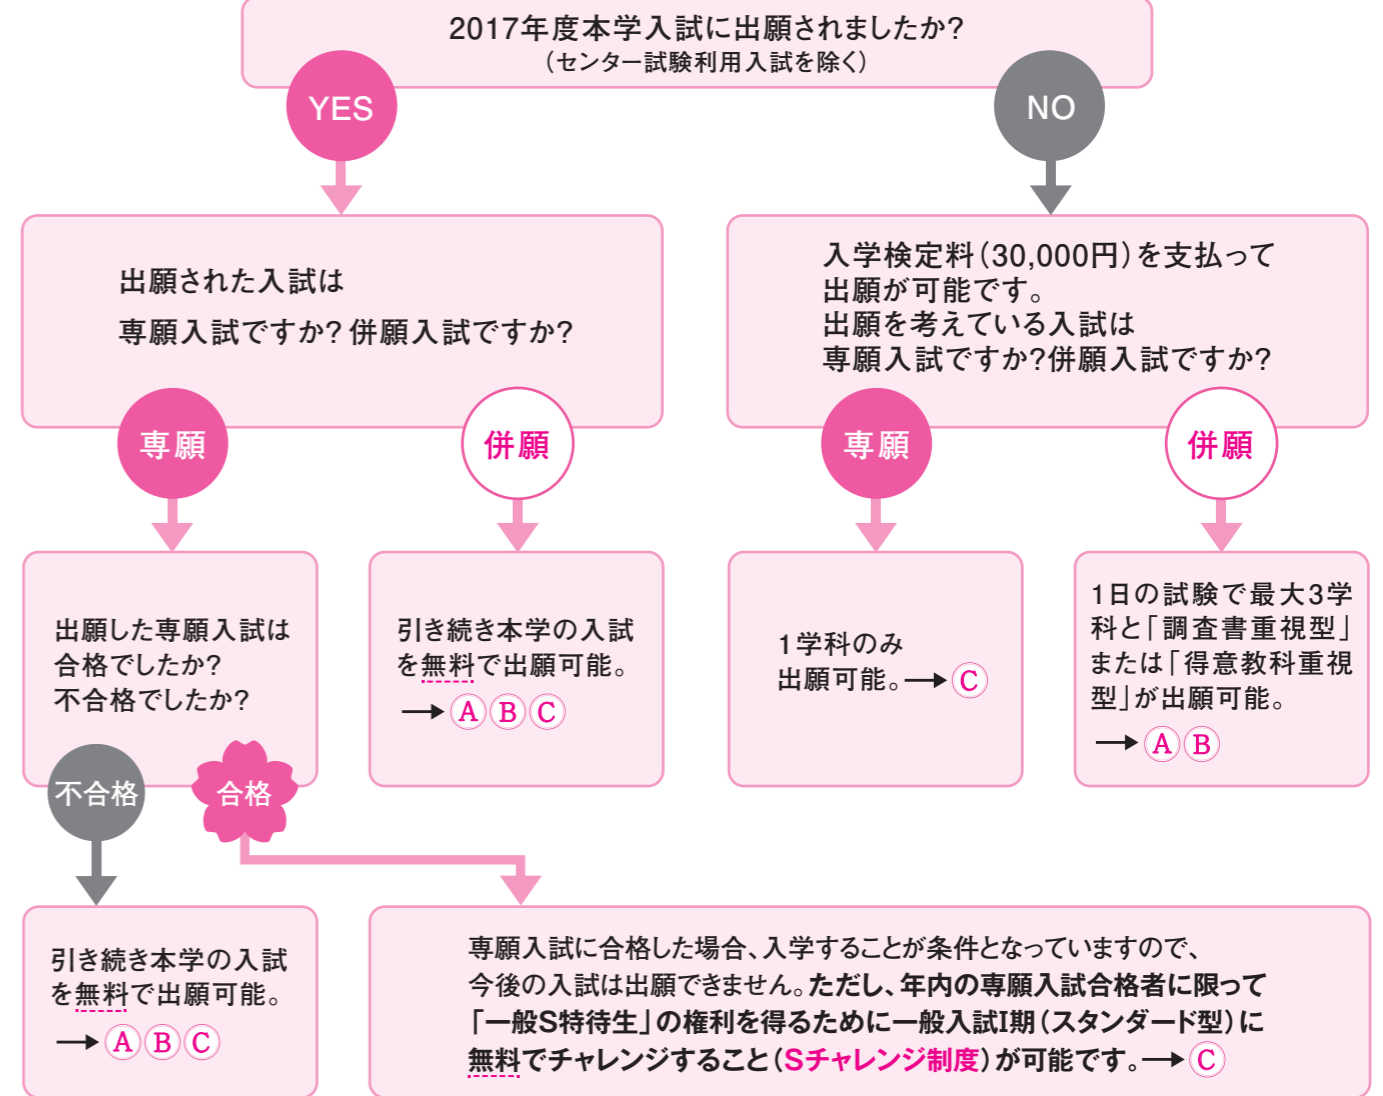 2017年度本学入試に出願されましたか?
(センター試験利用入試を除く)
YES
NO
出願された入試は
専願入試ですか? 併願入試ですか?
入学検定料(30,000円)を支払って
出願が可能です。
出願を考えている入試は
専願入試ですか?併願入試ですか?
専願
併願
専願
併願
出願した専願入試は
合格でしたか?
不合格でしたか?
引き続き本学の入試
を無料で出願可能。
→ⒶⒷⒸ
1学科のみ
出願可能。→Ⓒ
1日の試験で最大3学
科と「調査書重視型」
または「得意教科重視
型」が出願可能。
→ⒶⒷ
不合格
合格
引き続き本学の入試
を無料で出願可能。
→ⒶⒷⒸ
専願入試に合格した場合、入学することが条件となっていますので、
今後の入試は出願できません。ただし、年内の専願入試合格者に限って
「一般S特待生」の権利を得るために一般入試Ⅰ期(スタンダード型)に
無料でチャレンジすること(Sチャレンジ制度)が可能です。→Ⓒ